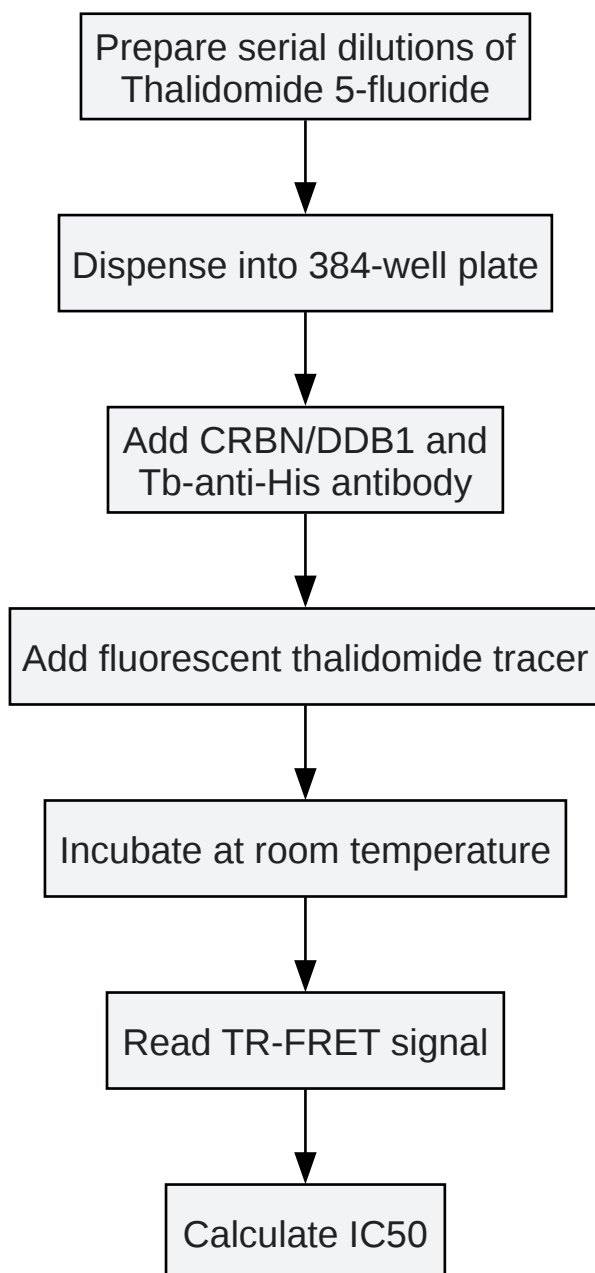 Prepare serial dilutions of
Thalidomide 5-fluoride
Dispense into 384-well plate
Add CRBN/DDB1 and
Tb-anti-His antibody
Add fluorescent thalidomide tracer
Incubate at room temperature
Read TR-FRET signal
Calculate IC50